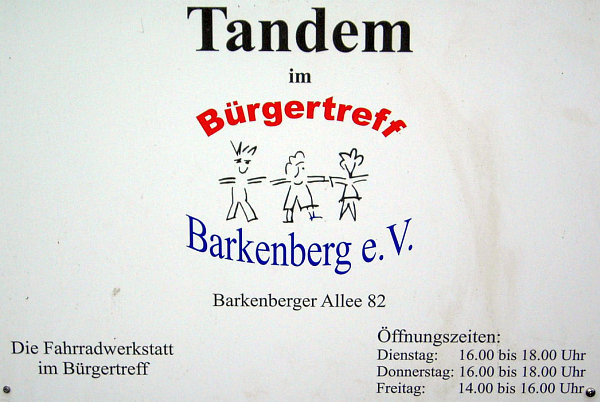 Tandem
im
Bürgertreff
Barkenberg e.V.
Barkenberger Allee 82
Die Fahrradwerkstatt
im Bürgertreff
Öffnungszeiten:
Dienstag: 16.00 bis 18.00 Uhr
Donnerstag: 16.00 bis 18.00 Uhr
Freitag: 14.00 bis 16.00 Uhr